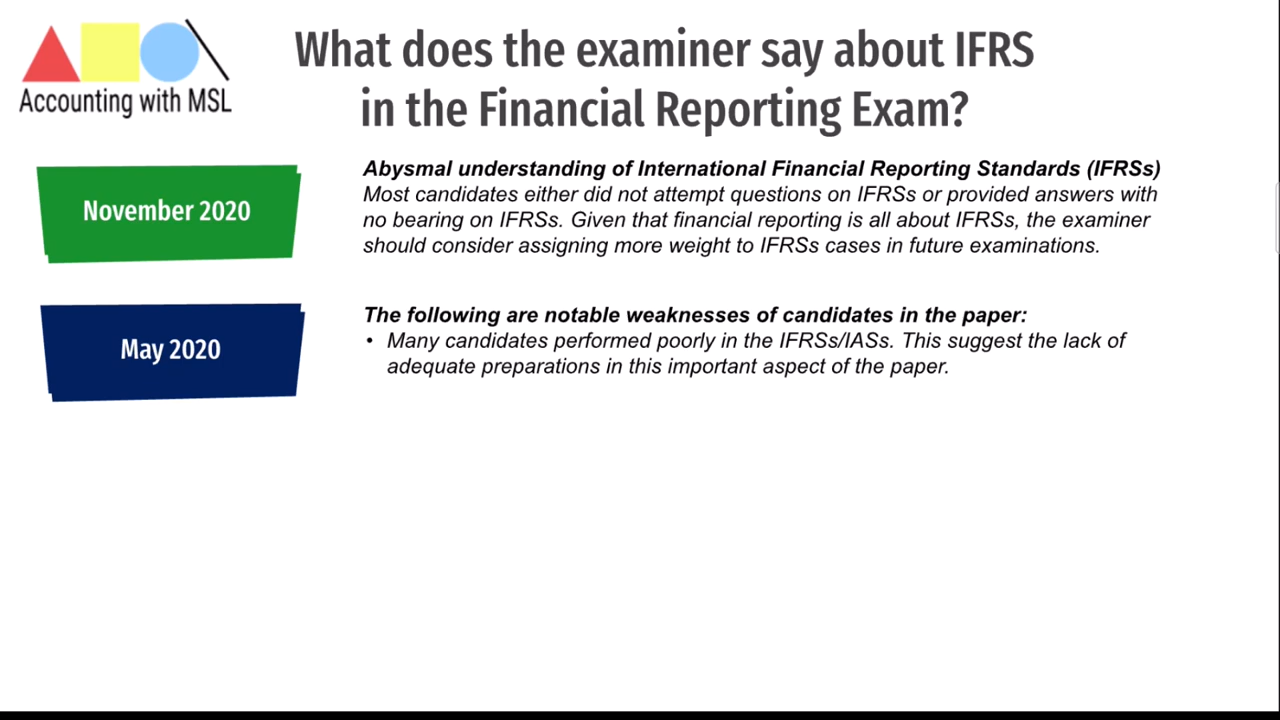 What does the examiner say about IFRS
in the Financial Reporting Exam?
Accounting with MSL
November 2020
Abysmal understanding of International Financial Reporting Standards (IFRSs)
Most candidates either did not attempt questions on IFRSs or provided answers with
no bearing on IFRSs. Given that financial reporting is all about IFRSs, the examiner
should consider assigning more weight to IFRSs cases in future examinations.
May 2020
The following are notable weaknesses of candidates in the paper:
• Many candidates performed poorly in the IFRSs/IASs. This suggest the lack of
adequate preparations in this important aspect of the paper.